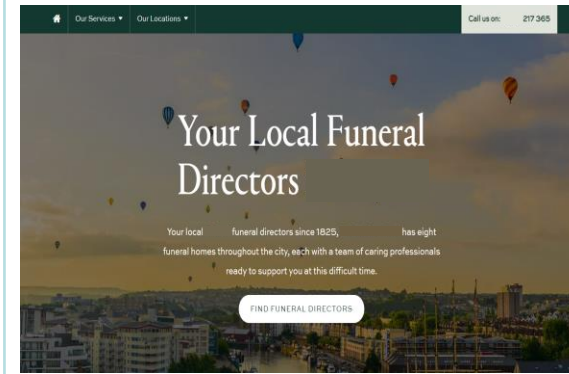 Our Services Our Locations Call us on: 217 365
Your Local Funeral
Directors
Your local funeral directors since 1825, has eight
funeral homes throughout the city, each with a team of caring professionals
ready to support you at this difficult time.
FIND FUNERAL DIRECTORS